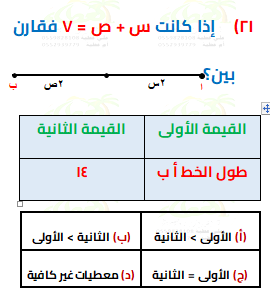 ٢١) إذا كانت س + ص = ٧ فقارن
بين؟
أ ٢س ٢ص ب
القيمة الأولى القيمة الثانية
طول الخط أ ب ١٤
(أ) الأولى > الثانية (ب) الثانية > الأولى
(ج) الأولى = الثانية (د) معطيات غير كافية